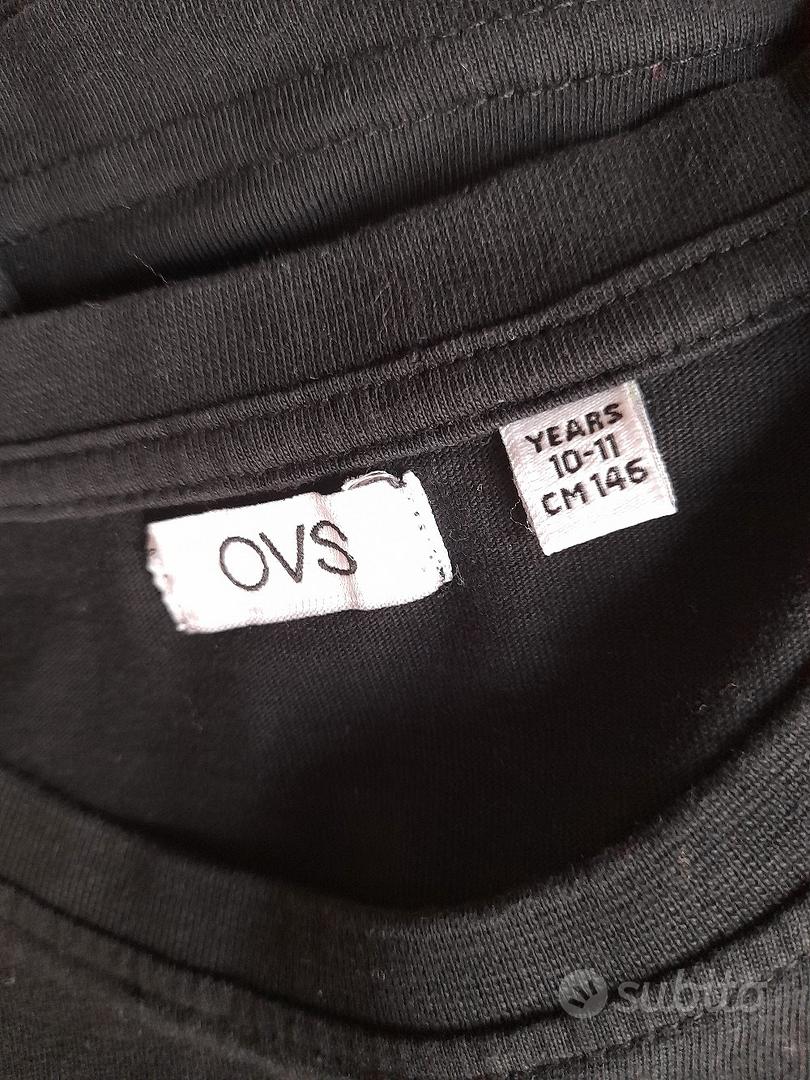 OVS
YEARS
10-11
CM 146
subito